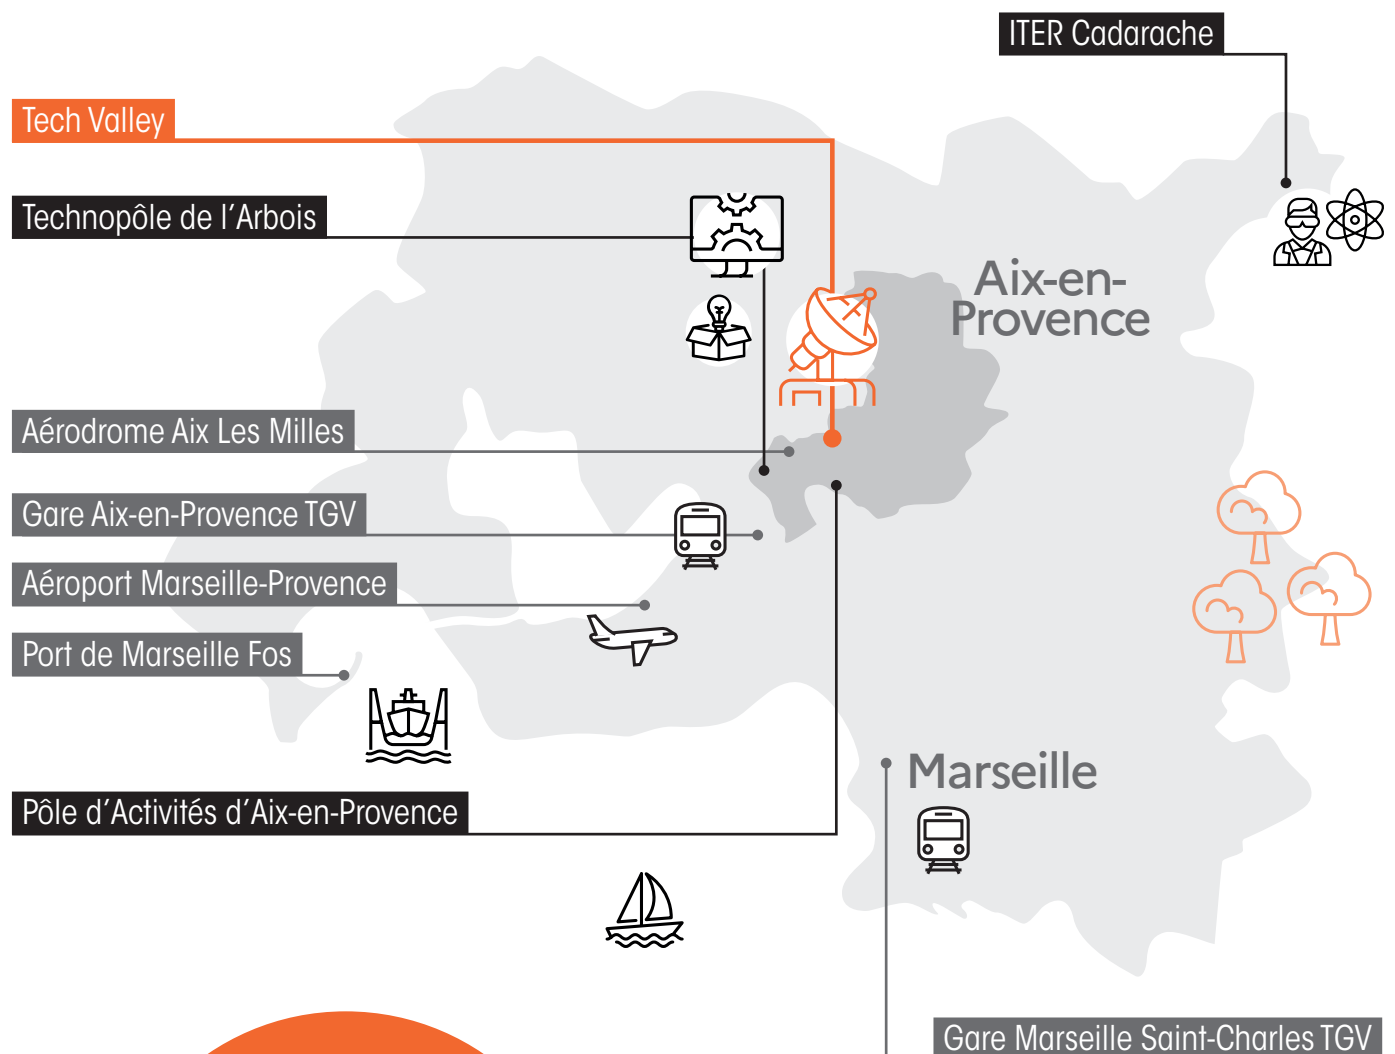 ITER Cadarache
Tech Valley
Technopôle de l'Arbois
Aix-en-
Provence
Aérodrome Aix Les Milles
Gare Aix-en-Provence TGV
Aéroport Marseille-Provence
Port de Marseille Fos
Marseille
Pôle d'Activités d'Aix-en-Provence
Gare Marseille Saint-Charles TGV